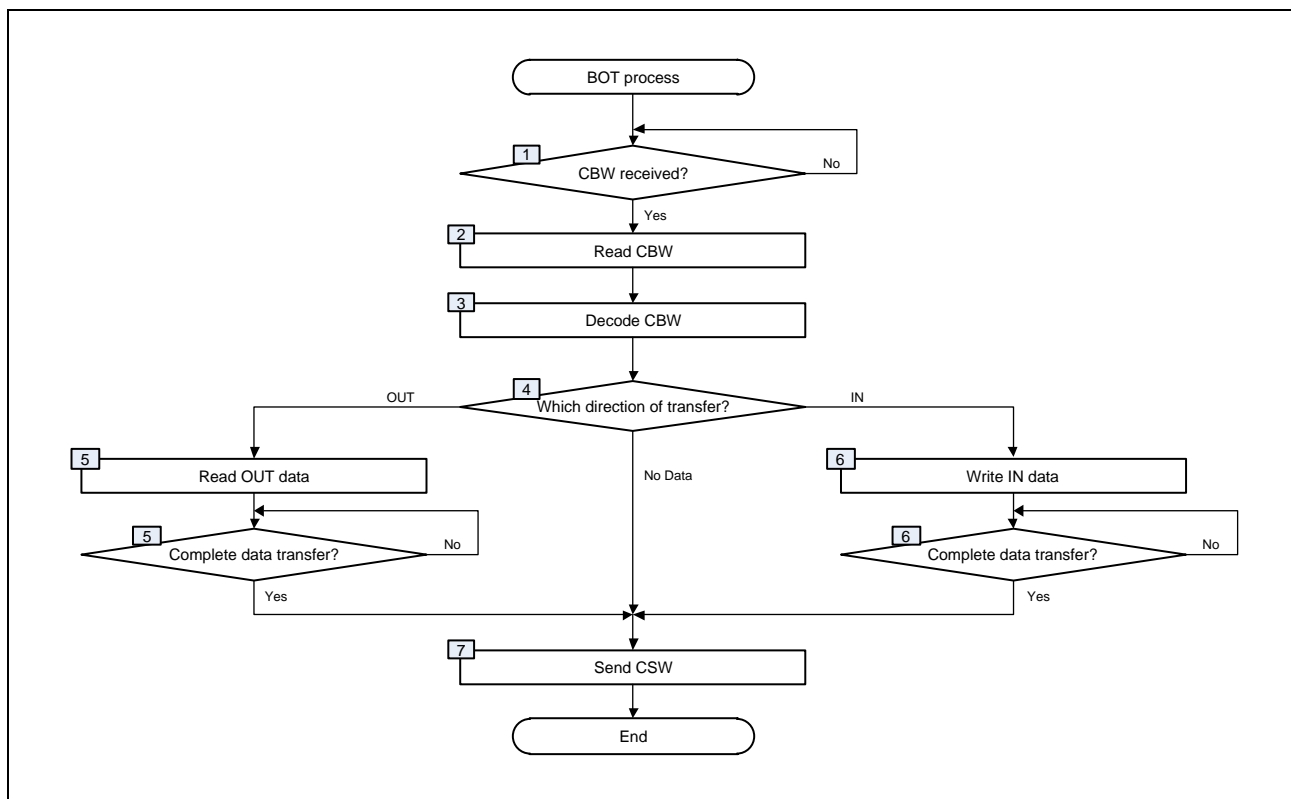 BOT process
1
CBW received?
No
Yes
2
Read CBW
3
Decode CBW
4
Which direction of transfer?
OUT
IN
No Data
5
Read OUT data
6
Write IN data
5
Complete data transfer?
No
Yes
6
Complete data transfer?
No
Yes
7
Send CSW
End